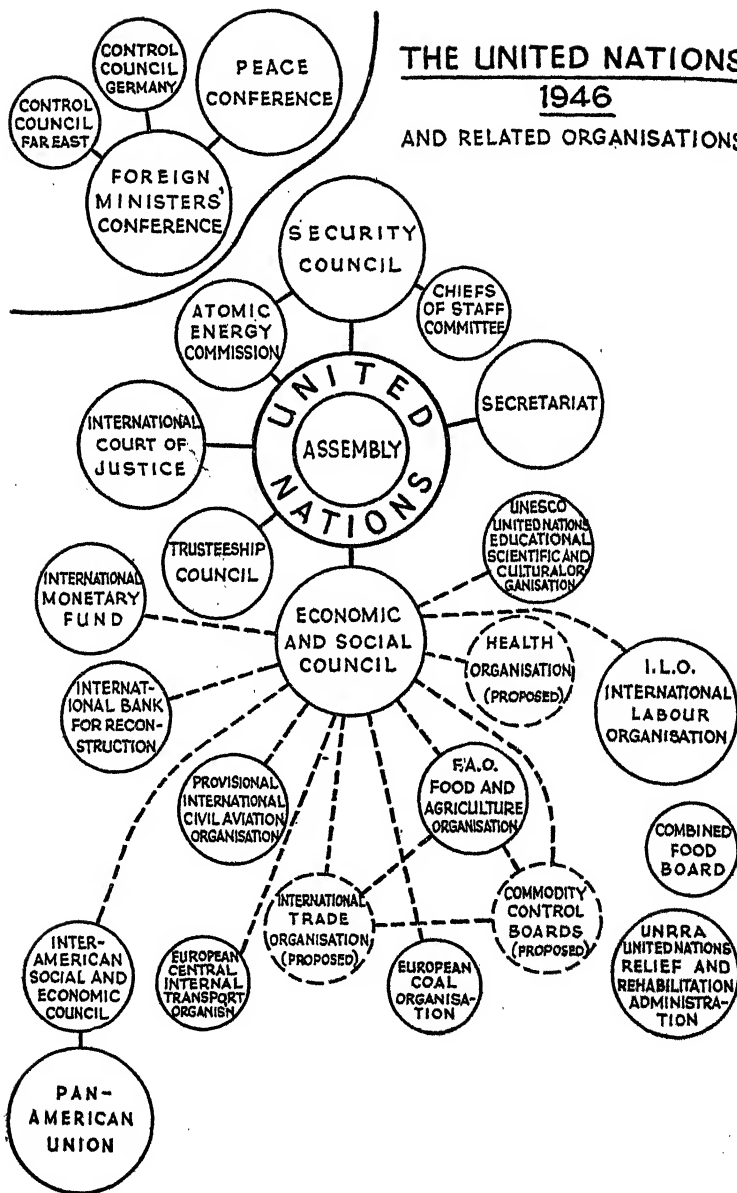 THE UNITED NATIONS
1946
AND RELATED ORGANISATIONS
CONTROL
COUNCIL
GERMANY
PEACE
CONFERENCE
CONTROL
COUNCIL
FAR EAST
FOREIGN
MINISTERS'
CONFERENCE
SECURITY
COUNCIL
ATOMIC
ENERGY
COMMISSION
CHIEFS
OF STAFF
COMMITTEE
UNITED
NATIONS
ASSEMBLY
SECRETARIAT
INTERNATIONAL
COURT OF
JUSTICE
TRUSTEESHIP
COUNCIL
UNESCO
UNITED NATIONS
EDUCATIONAL
SCIENTIFIC AND
CULTURAL OR-
GANISATION
INTERNATIONAL
MONETARY
FUND
ECONOMIC
AND SOCIAL
COUNCIL
HEALTH
ORGANISATION
(PROPOSED)
I.L.O.
INTERNATIONAL
LABOUR
ORGANISATION
INTERNAT-
IONAL BANK
FOR RECON-
STRUCTION
PROVISIONAL
INTERNATIONAL
CIVIL AVIATION
ORGANISATION
F.A.O.
FOOD AND
AGRICULTURE
ORGANISATION
COMBINED
FOOD
BOARD
INTERNATIONAL
TRADE
ORGANISATION
(PROPOSED)
COMMODITY
CONTROL
BOARDS
(PROPOSED)
INTER-
AMERICAN
SOCIAL AND
ECONOMIC
COUNCIL
EUROPEAN
CENTRAL
INTERNAL
TRANSPORT
ORGANISN
EUROPEAN
COAL
ORGANISA-
TION
UNRRA
UNITED NATIONS
RELIEF AND
REHABILITATION
ADMINISTRA-
TION
PAN-
AMERICAN
UNION